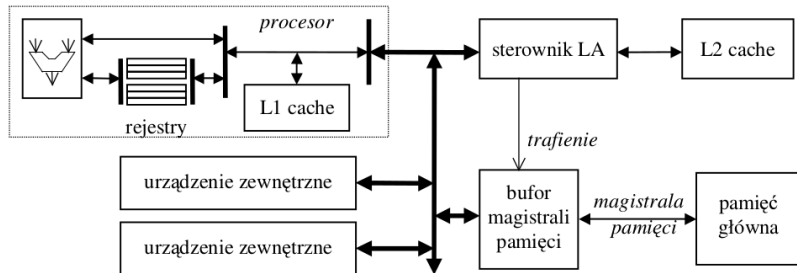 procesor
sterownik LA
L2 cache
L1 cache
rejestry
trafienie
urządzenie zewnętrzne
bufor
magistrali
pamięci
magistrala
pamięci
pamięć
główna
urządzenie zewnętrzne